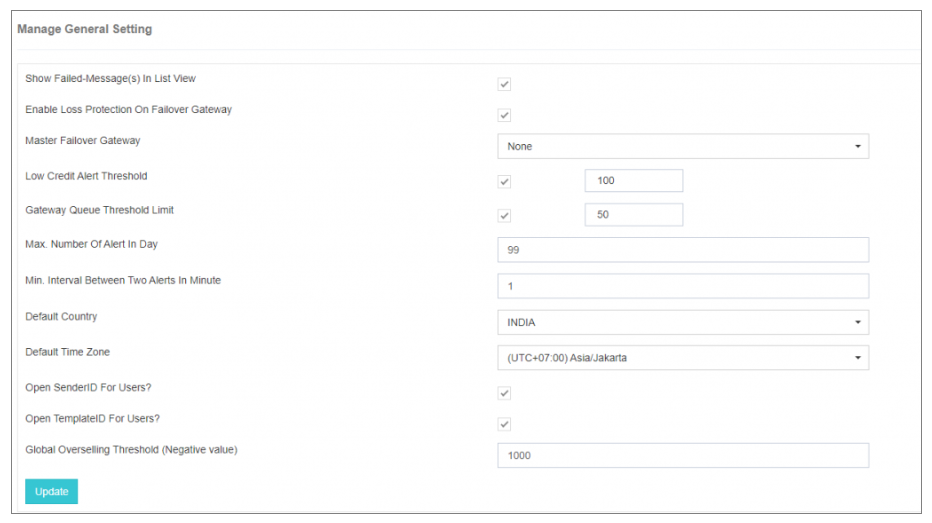 Manage General Setting
Show Failed-Message(s) In List View
Enable Loss Protection On Failover Gateway
Master Failover Gateway None
Low Credit Alert Threshold 100
Gateway Queue Threshold Limit 50
Max. Number Of Alert In Day 99
Min. Interval Between Two Alerts In Minute 1
Default Country INDIA
Default Time Zone (UTC+07:00) Asia/Jakarta
Open SenderID For Users?
Open TemplateID For Users?
Global Overselling Threshold (Negative value) 1000
Update